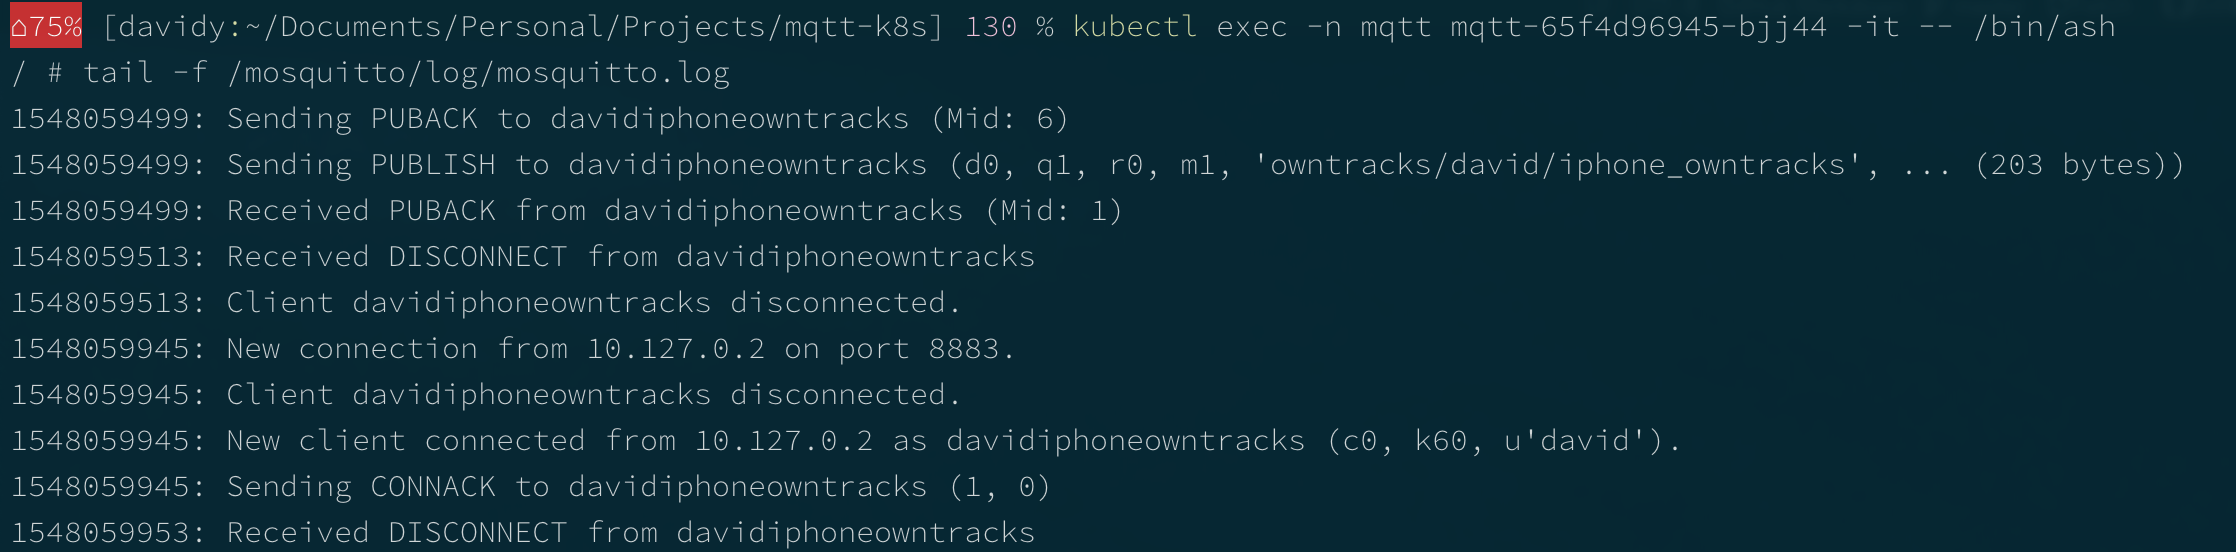 ⌂75% [davidy:~/Documents/Personal/Projects/mqtt-k8s] 130 % kubectl exec -n mqtt mqtt-65f4d96945-bjj44 -it -- /bin/ash
/ # tail -f /mosquitto/log/mosquitto.log
1548059499: Sending PUBACK to davidiphoneowntracks (Mid: 6)
1548059499: Sending PUBLISH to davidiphoneowntracks (d0, q1, r0, m1, 'owntracks/david/iphone_owntracks', ... (203 bytes))
1548059499: Received PUBACK from davidiphoneowntracks (Mid: 1)
1548059513: Received DISCONNECT from davidiphoneowntracks
1548059513: Client davidiphoneowntracks disconnected.
1548059945: New connection from 10.127.0.2 on port 8883.
1548059945: Client davidiphoneowntracks disconnected.
1548059945: New client connected from 10.127.0.2 as davidiphoneowntracks (c0, k60, u'david').
1548059945: Sending CONNACK to davidiphoneowntracks (1, 0)
1548059953: Received DISCONNECT from davidiphoneowntracks